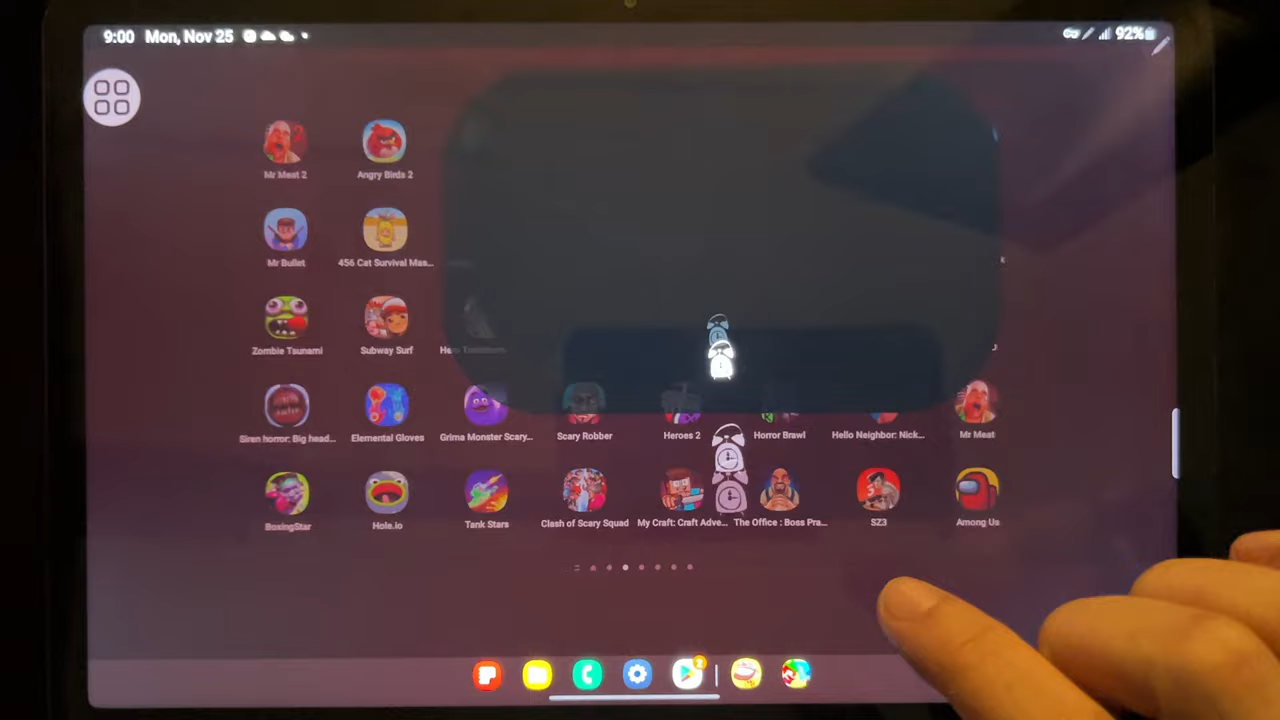 9:00 Mon, Nov 25
92%
Mr Meat 2
Angry Birds 2
Mr Bullet
456 Cat Survival Mas...
Zombie Tsunami
Subway Surf
Siren horror: Big head...
Elemental Gloves
Grima Monster Scary...
Scary Robber
Heroes 2
Horror Brawl
Hello Neighbor: Nick...
Mr Meat
BoxingStar
Hole.io
Tank Stars
Clash of Scary Squad
My Craft: Craft Adve...
The Office : Boss Pra...
SZ3
Among Us
2